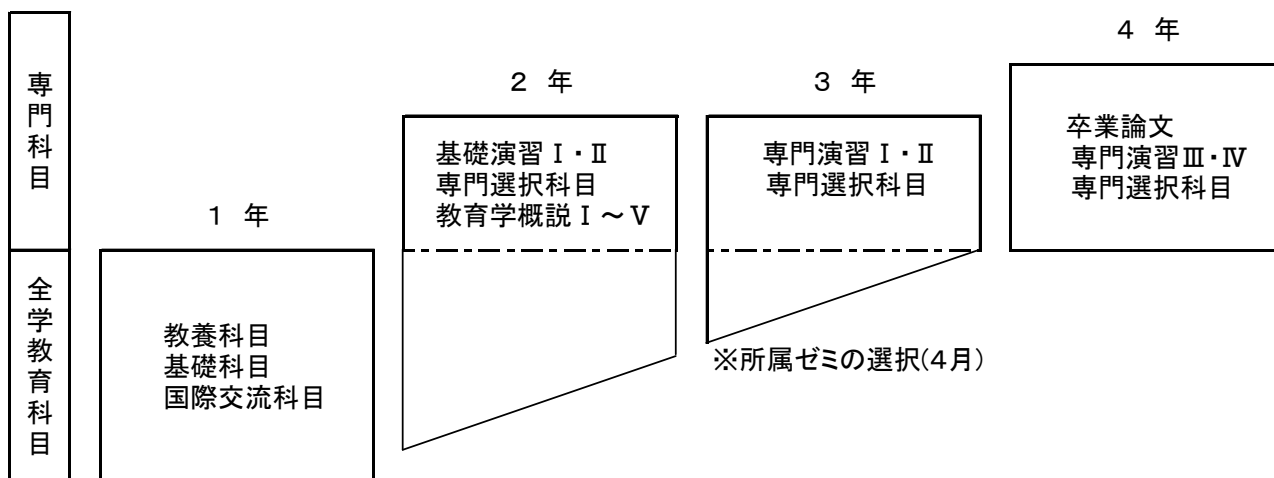 専門科目
全学教育科目
1 年
教養科目
基礎科目
国際交流科目
2 年
基礎演習Ⅰ・Ⅱ
専門選択科目
教育学概説Ⅰ～Ⅴ
3 年
専門演習Ⅰ・Ⅱ
専門選択科目
※所属ゼミの選択(4月)
4 年
卒業論文
専門演習Ⅲ・Ⅳ
専門選択科目